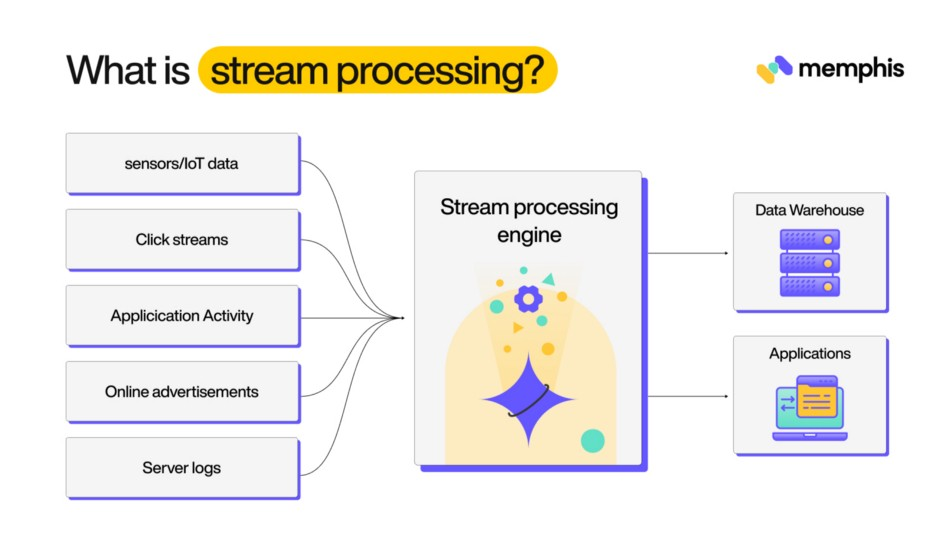 What is stream processing?
memphis
sensors/IoT data
Click streams
Applicication Activity
Online advertisements
Server logs
Stream processing
engine
Data Warehouse
Applications